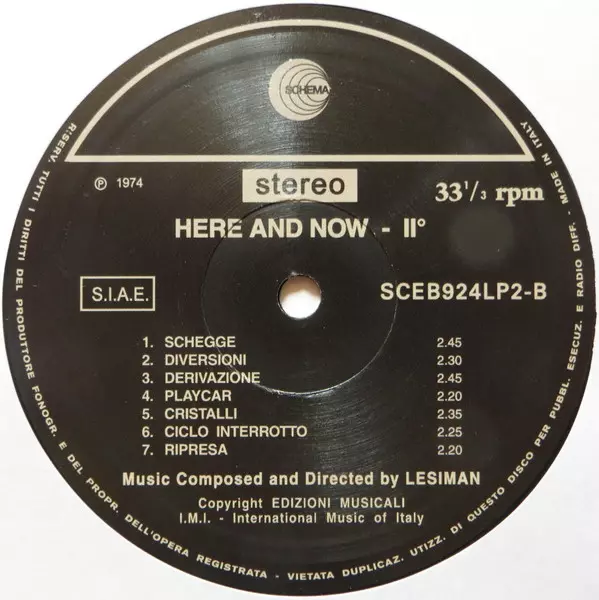 SCHEMA
℗ 1974
stereo
33 1/3 rpm
HERE AND NOW - II°
S.I.A.E.
SCEB924LP2-B
1. SCHEGGE 2.45
2. DIVERSIONI 2.30
3. DERIVAZIONE 2.45
4. PLAYCAR 2.20
5. CRISTALLI 2.35
6. CICLO INTERROTTO 2.25
7. RIPRESA 2.20
Music Composed and Directed by LESIMAN
Copyright EDIZIONI MUSICALI
I.M.I. - International Music of Italy
RISERV. TUTTI I DIRITTI DEL PRODUTTORE FONOGR. E DEL PROPR. DELL'OPERA REGISTRATA - VIETATA DUPLICAZ. UTILIZZ. DI QUESTO DISCO PER PUBBL. ESECUZ. E RADIO DIFF. - MADE IN ITALY